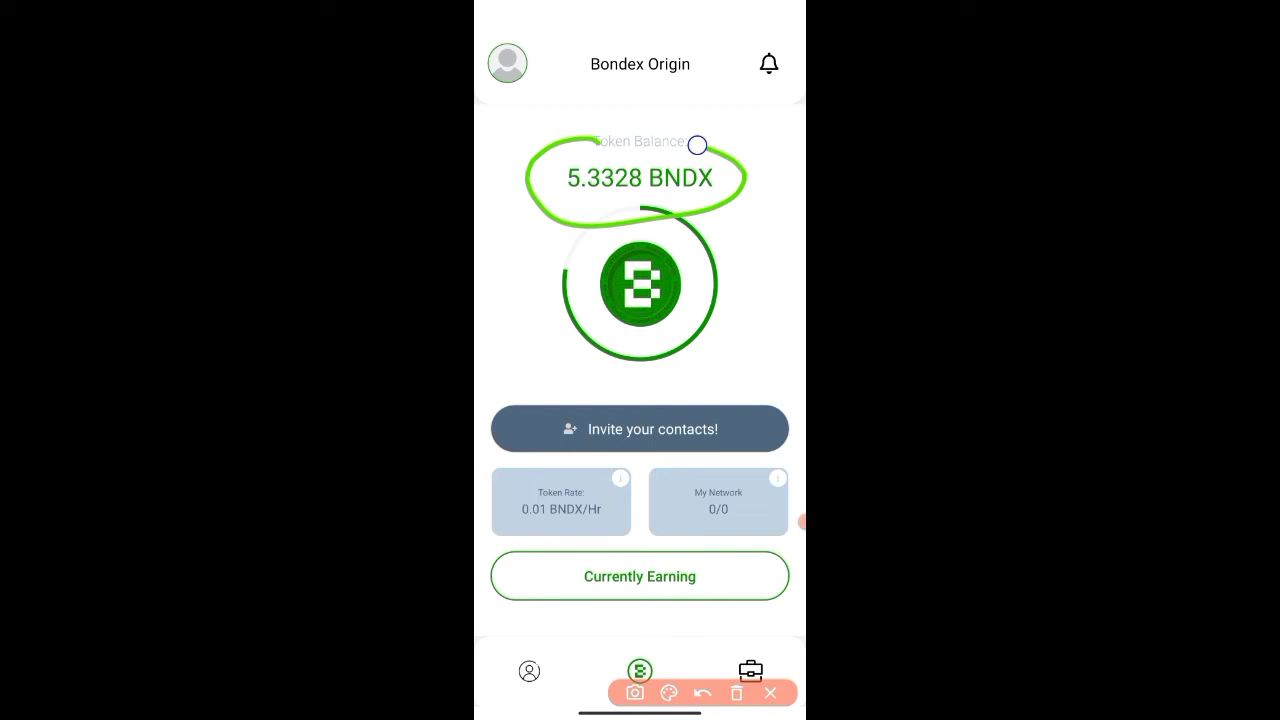 Bondex Origin
Token Balance:
5.3328 BNDX
Invite your contacts!
Token Rate:
0.01 BNDX/Hr
My Network
0/0
Currently Earning